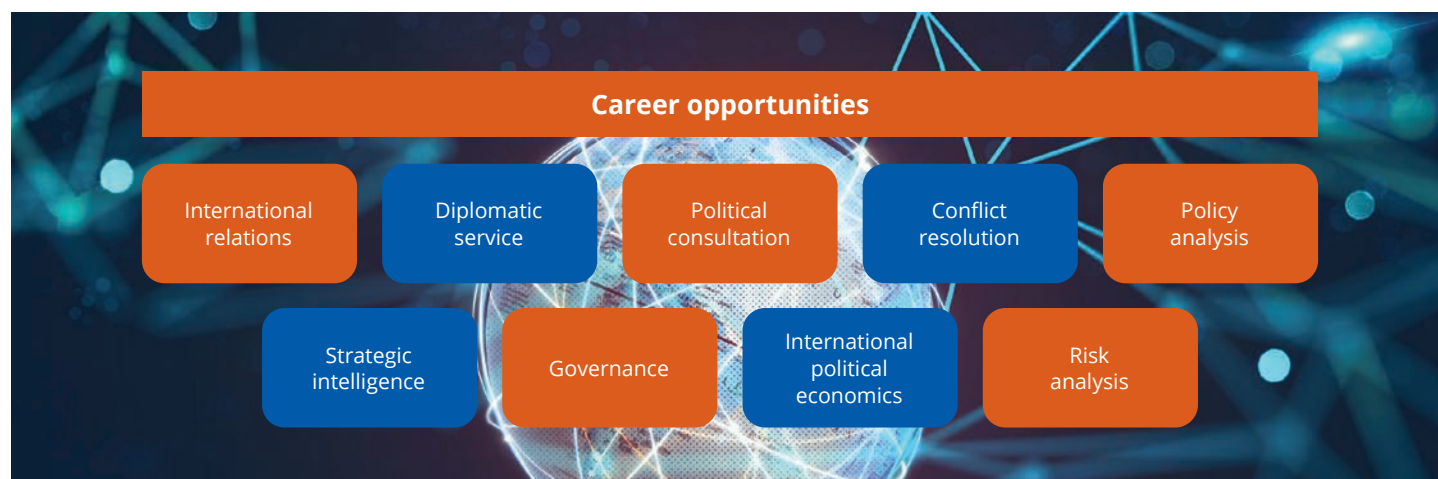 Career opportunities
International
relations
Diplomatic
service
Political
consultation
Conflict
resolution
Policy
analysis
Strategic
intelligence
Governance
International
political
economics
Risk
analysis